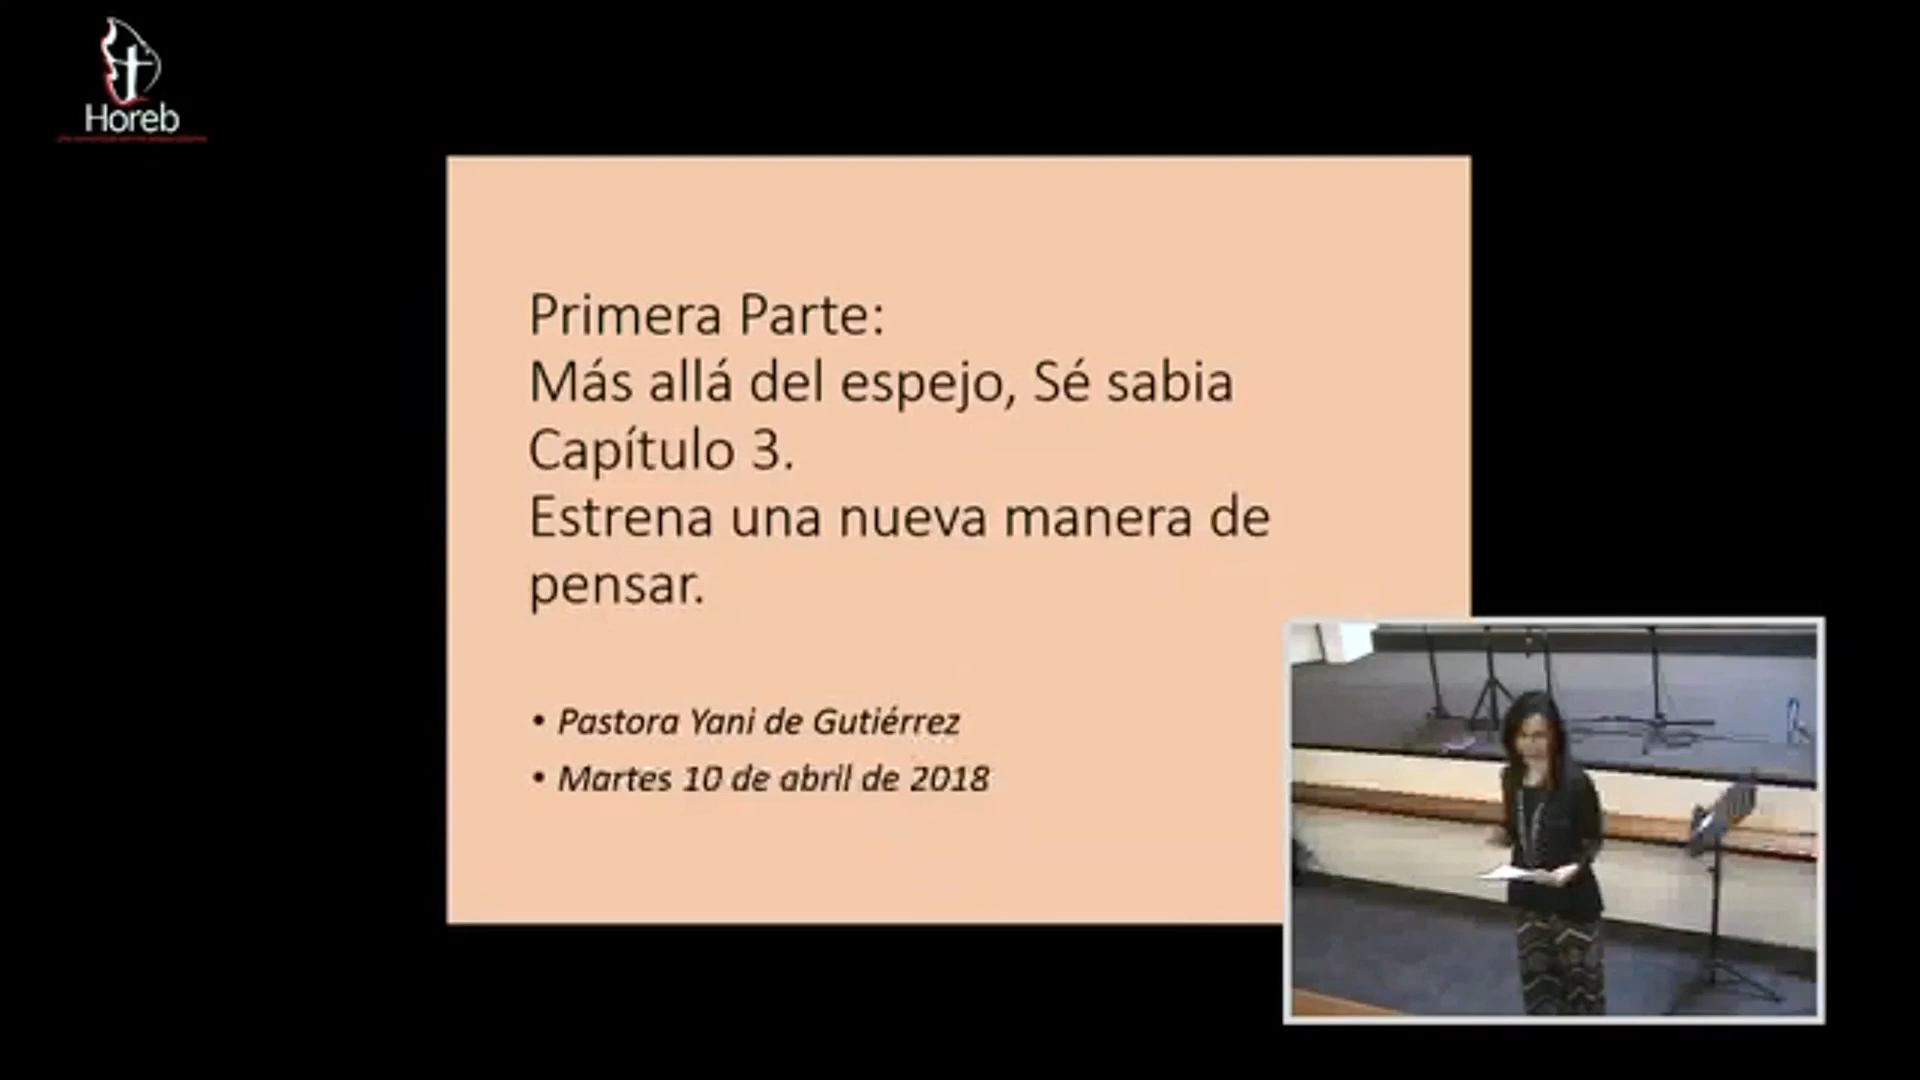 Horeb
Primera Parte:
Más allá del espejo, Sé sabia
Capítulo 3.
Estrena una nueva manera de
pensar.
• Pastora Yani de Gutiérrez
• Martes 10 de abril de 2018